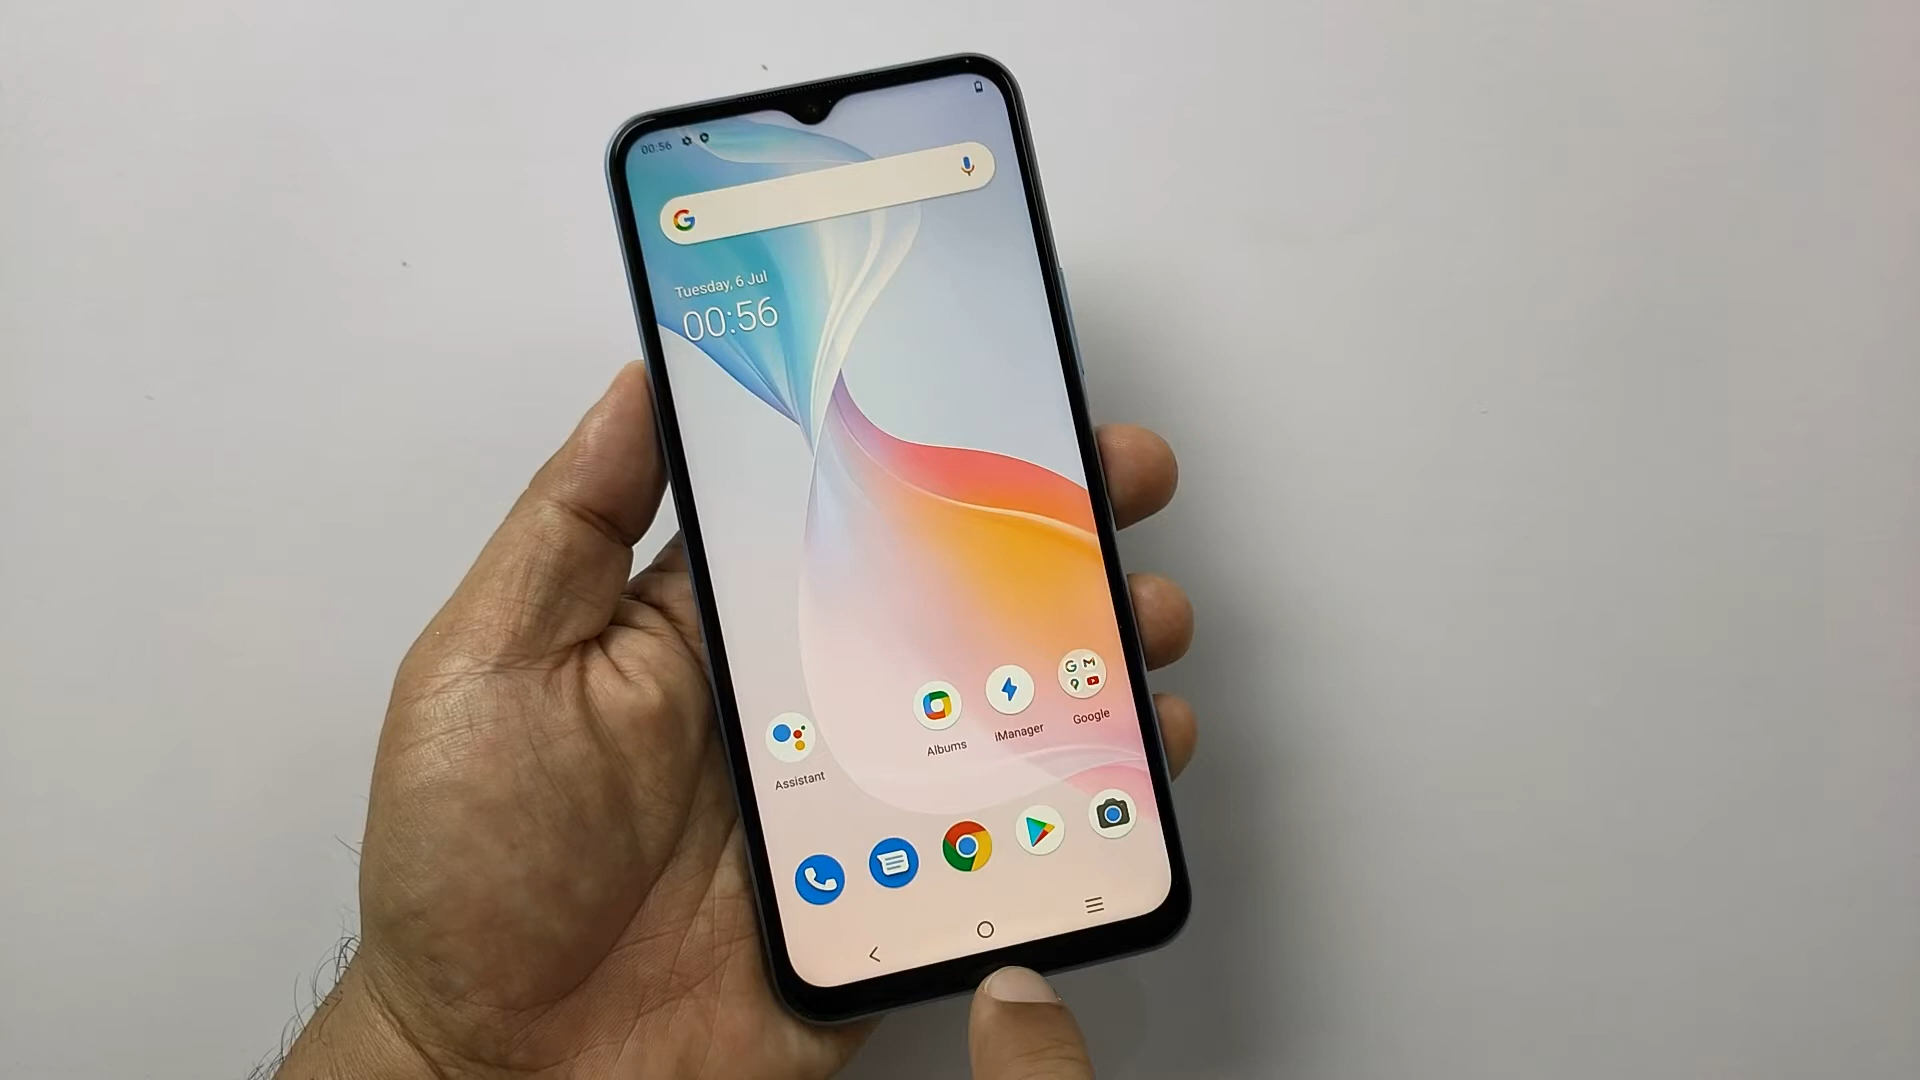 00:56
Tuesday, 6 Jul
00:56
Assistant
Albums
iManager
Google